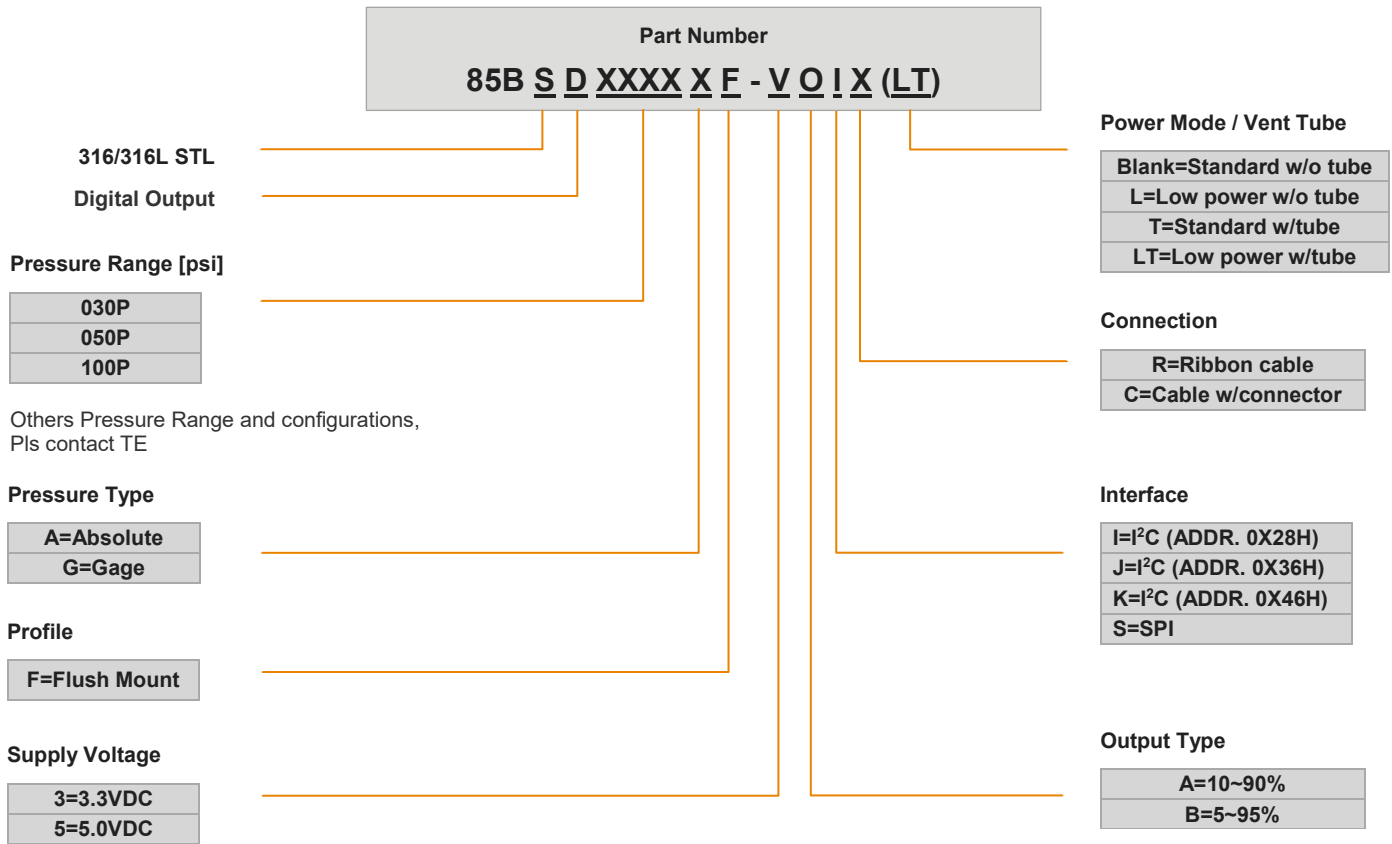 Part Number
85B S D XXXX X F - V O I X (LT)
316/316L STL
Digital Output
Pressure Range [psi]
030P
050P
100P
Others Pressure Range and configurations,
Pls contact TE
Pressure Type
A=Absolute
G=Gage
Profile
F=Flush Mount
Supply Voltage
3=3.3VDC
5=5.0VDC
Power Mode / Vent Tube
Blank=Standard w/o tube
L=Low power w/o tube
T=Standard w/tube
LT=Low power w/tube
Connection
R=Ribbon cable
C=Cable w/connector
Interface
I=I²C (ADDR. 0X28H)
J=I²C (ADDR. 0X36H)
K=I²C (ADDR. 0X46H)
S=SPI
Output Type
A=10~90%
B=5~95%